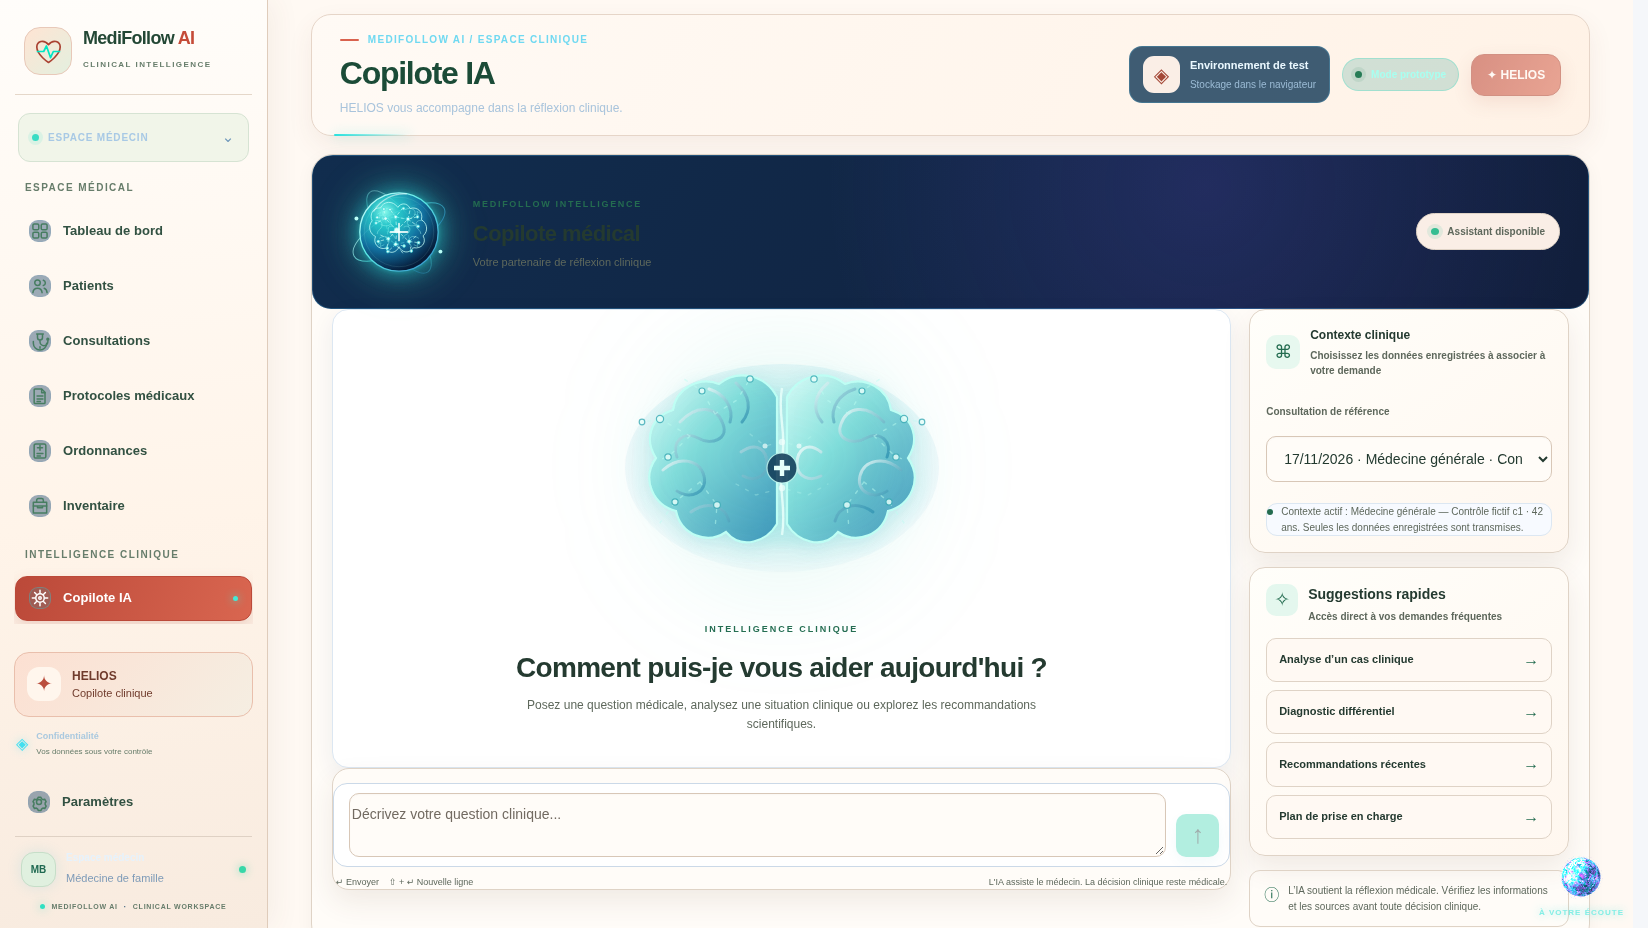 MediFollow AI
CLINICAL INTELLIGENCE
ESPACE MÉDECIN
ESPACE MÉDICAL
Tableau de bord
Patients
Consultations
Protocoles médicaux
Ordonnances
Inventaire
INTELLIGENCE CLINIQUE
Copilote IA
HELIOS
Copilote clinique
Confidentialité
Vos données sous votre contrôle
Paramètres
MB
Médecine de famille
MEDIFOLLOW AI · CLINICAL WORKSPACE
MEDIFOLLOW AI / ESPACE CLINIQUE
Copilote IA
HELIOS vous accompagne dans la réflexion clinique.
Environnement de test
Stockage dans le navigateur
Mode prototype
✦ HELIOS
MEDIFOLLOW INTELLIGENCE
Copilote médical
Votre partenaire de réflexion clinique
Assistant disponible
INTELLIGENCE CLINIQUE
Comment puis-je vous aider aujourd'hui ?
Posez une question médicale, analysez une situation clinique ou explorez les recommandations
scientifiques.
Décrivez votre question clinique...
↑
↵ Envoyer ⇧ + ↵ Nouvelle ligne
L'IA assiste le médecin. La décision clinique reste médicale.
Contexte clinique
Choisissez les données enregistrées à associer à
votre demande
Consultation de référence
17/11/2026 · Médecine générale · Con
Contexte actif : Médecine générale — Contrôle fictif c1 · 42
ans. Seules les données enregistrées sont transmises.
Suggestions rapides
Accès direct à vos demandes fréquentes
Analyse d’un cas clinique →
Diagnostic différentiel →
Recommandations récentes →
Plan de prise en charge →
L'IA soutient la réflexion médicale. Vérifiez les informations
et les sources avant toute décision clinique.
À VOTRE ÉCOUTE